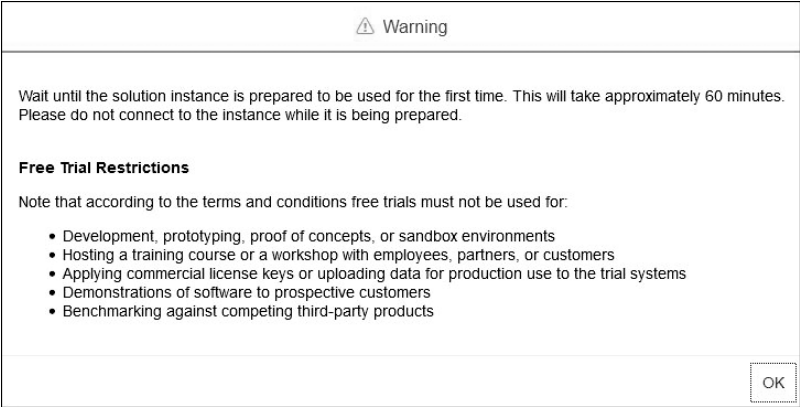 Warning
Wait until the solution instance is prepared to be used for the first time. This will take approximately 60 minutes.
Please do not connect to the instance while it is being prepared.
Free Trial Restrictions
Note that according to the terms and conditions free trials must not be used for:
• Development, prototyping, proof of concepts, or sandbox environments
• Hosting a training course or a workshop with employees, partners, or customers
• Applying commercial license keys or uploading data for production use to the trial systems
• Demonstrations of software to prospective customers
• Benchmarking against competing third-party products
OK